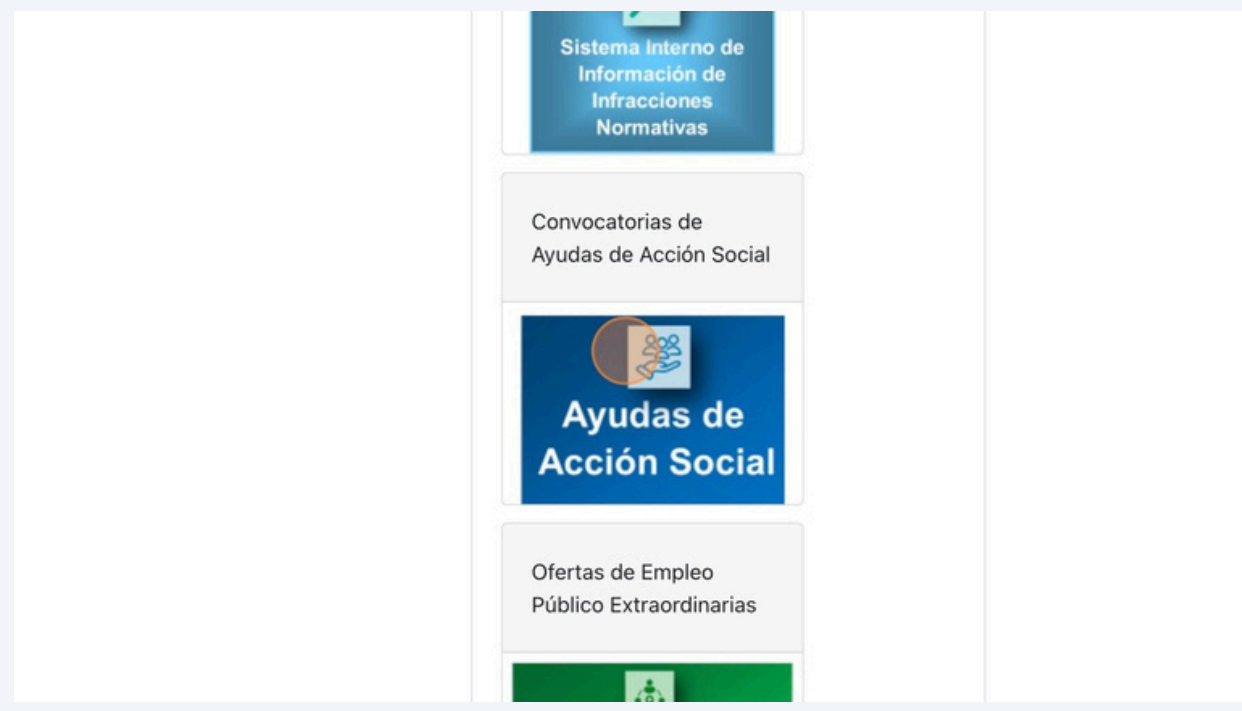 Sistema Interno de
Información de
Infracciones
Normativas
Convocatorias de
Ayudas de Acción Social
Ayudas de
Acción Social
Ofertas de Empleo
Público Extraordinarias